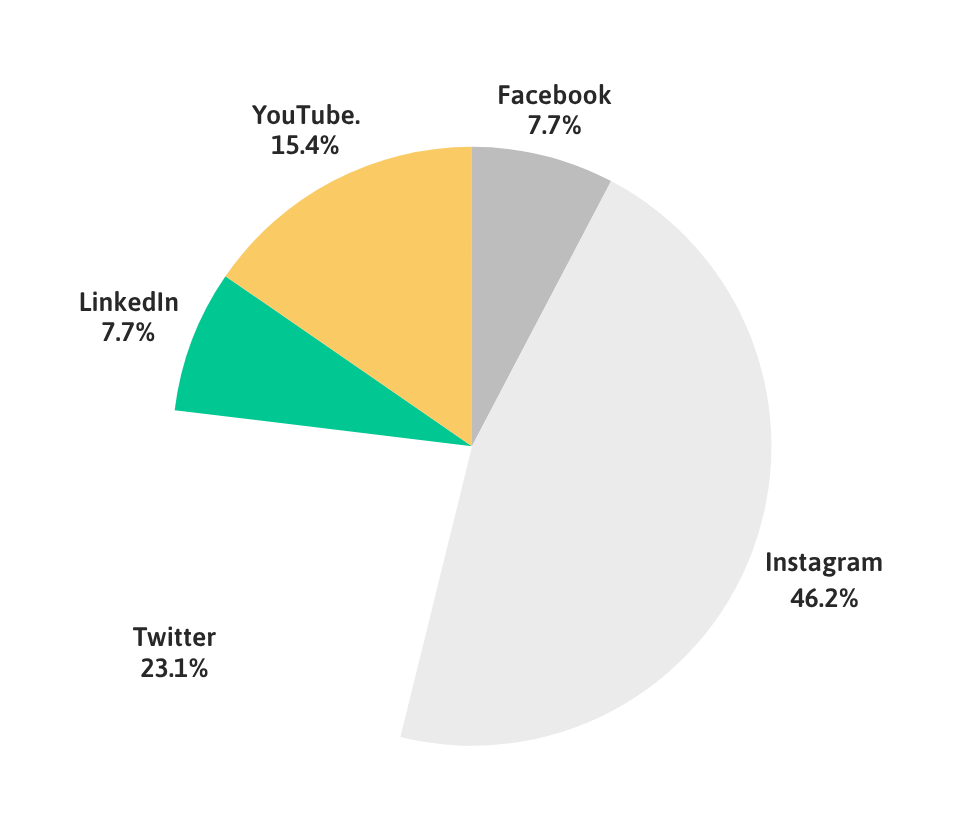 Facebook
7.7%
YouTube.
15.4%
LinkedIn
7.7%
Instagram
46.2%
Twitter
23.1%